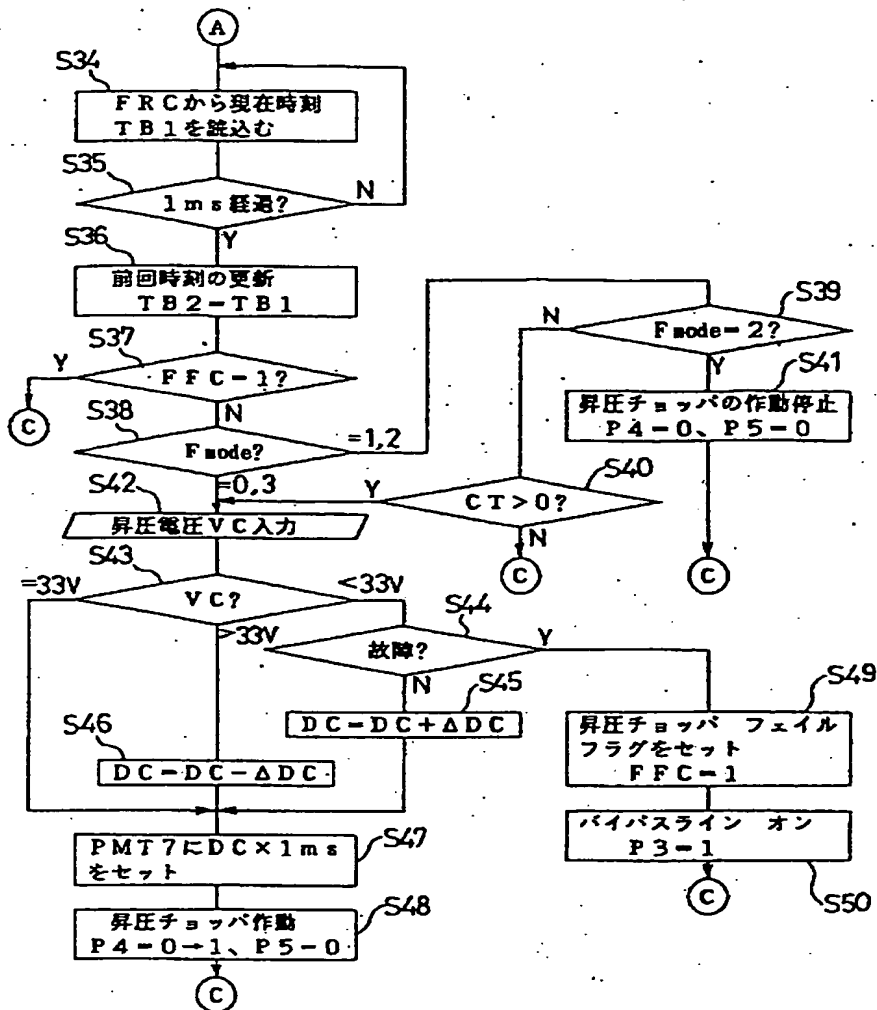 A
S34
FRCから現在時刻
TB1を読込む
S35
1ms経過?
N
Y
S36
前回時刻の更新
TB2=TB1
S37
Y
FFC=1?
C
N
S38
Fmode?
=1,2
=0,3
S39
N
Fmode=2?
Y
S41
昇圧チョッパの作動停止
P4=0、P5=0
C
S40
Y
CT>0?
N
C
S42
昇圧電圧VC入力
S43
=33V
VC?
<33V
>33V
S44
故障?
Y
N
S45
DC=DC+ΔDC
S46
DC=DC-ΔDC
S47
PMT7にDC×1ms
をセット
S48
昇圧チョッパ作動
P4=0→1、P5=0
C
S49
昇圧チョッパ フェイル
フラグをセット
FFC=1
バイパスライン オン
P3=1
S50
C